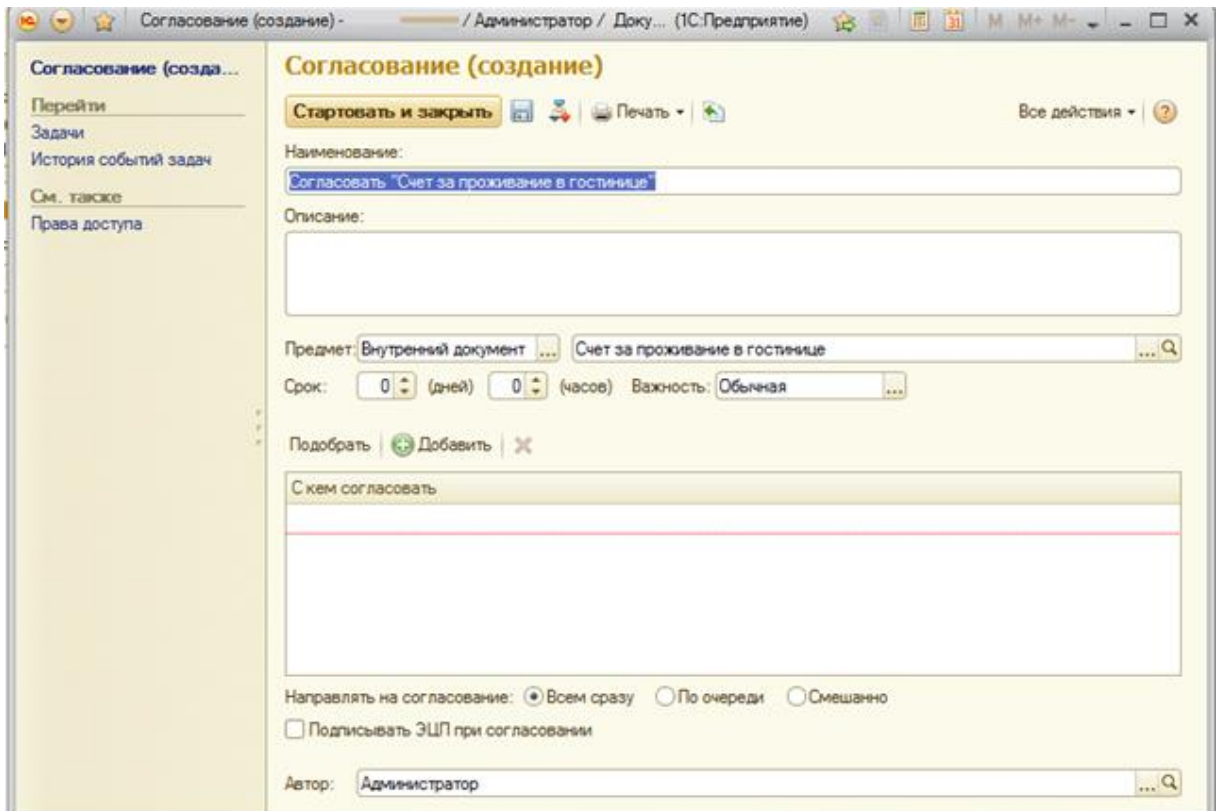 Согласование (создание) - / Администратор / Доку... (1С:Предприятие) M M+ M-
Согласование (созда...
Перейти
Задачи
История событий задач
См. также
Права доступа
Согласование (создание)
Стартовать и закрыть Печать Все действия
Наименование:
Согласовать "Счет за проживание в гостинице"
Описание:
Предмет: Внутренний документ ... Счет за проживание в гостинице ...
Срок: 0 (дней) 0 (часов) Важность: Обычная ...
Подобрать Добавить
С кем согласовать
Направлять на согласование: Всем сразу По очереди Смешанно
Подписывать ЭЦП при согласовании
Автор: Администратор ...